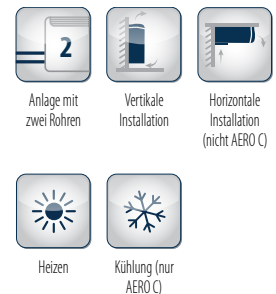 2
Anlage mit
zwei Rohren
Vertikale
Installation
Horizontale
Installation
(nicht AERO C)
Heizen
Kühlung (nur
AERO C)